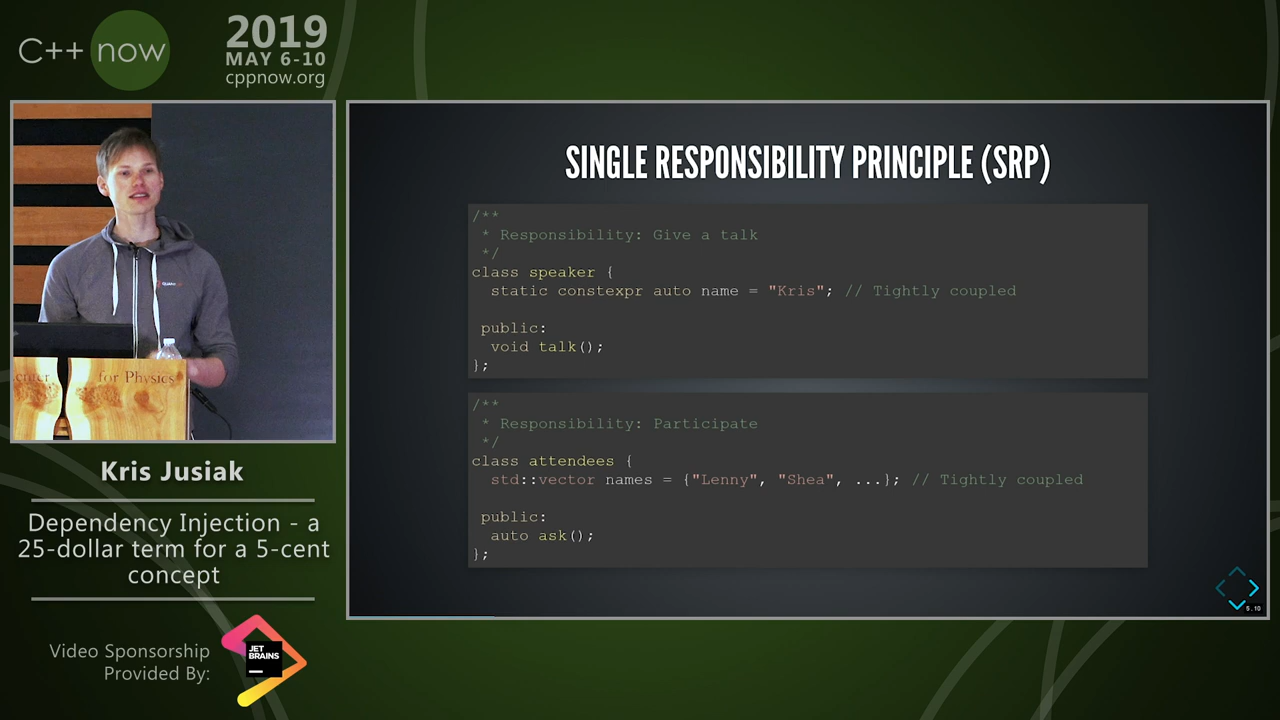 C++ now
2019
MAY 6-10
cppnow.org
enter for Physics
Kris Jusiak
Dependency Injection - a
25-dollar term for a 5-cent
concept
Video Sponsorship
Provided By:
JET
BRAINS
SINGLE RESPONSIBILITY PRINCIPLE (SRP)
/**
* Responsibility: Give a talk
*/
class speaker {
static constexpr auto name = "Kris"; // Tightly coupled
public:
void talk();
};
/**
* Responsibility: Participate
*/
class attendees {
std::vector names = {"Lenny", "Shea", ...}; // Tightly coupled
public:
auto ask();
};
5.10